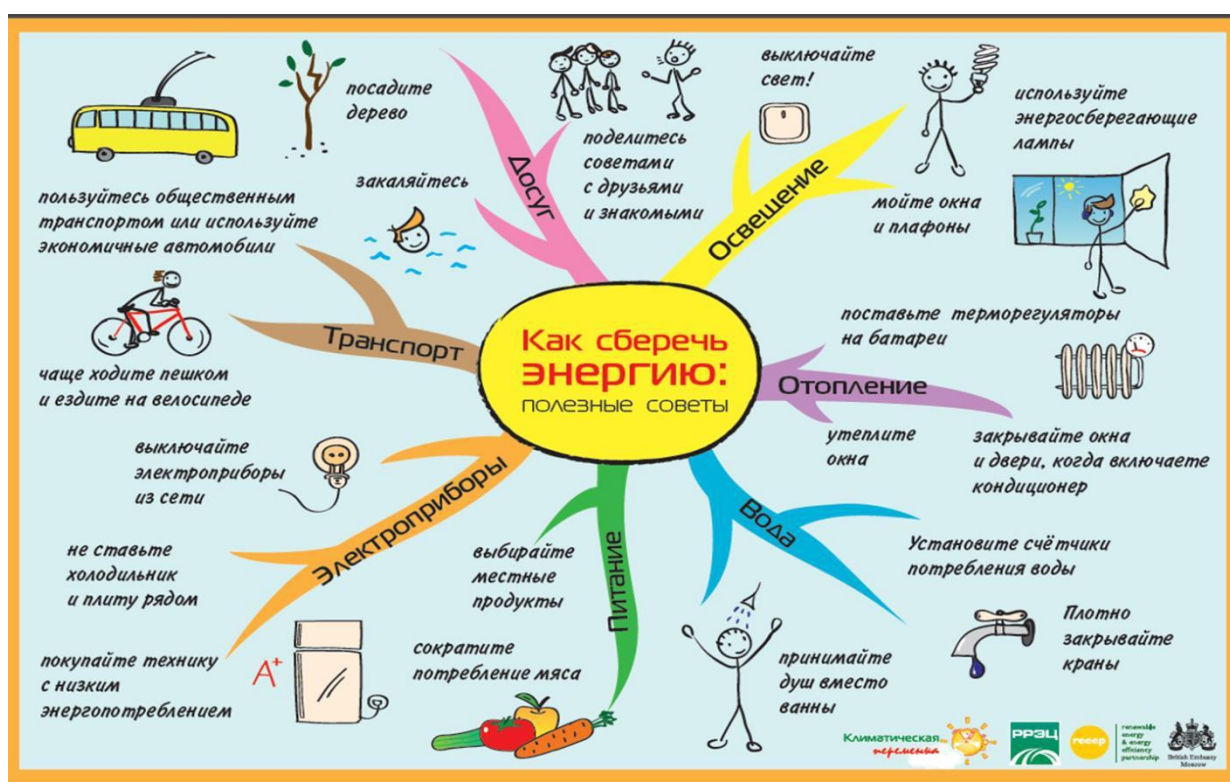 Как сберечь
энергию:
полезные советы
Досуг
посадите
дерево
закаляйтесь
поделитесь
советами
с друзьями
и знакомыми
Освещение
выключайте
свет!
используйте
энергосберегающие
лампы
мойте окна
и плафоны
Отопление
поставьте терморегуляторы
на батареи
утеплите
окна
закрывайте окна
и двери, когда включаете
кондиционер
Вода
Установите счётчики
потребления воды
Плотно
закрывайте
краны
принимайте
душ вместо
ванны
Питание
выбирайте
местные
продукты
сократите
потребление мяса
Электроприборы
выключайте
электроприборы
из сети
не ставьте
холодильник
и плиту рядом
покупайте технику
с низким
энергопотреблением
A+
Транспорт
пользуйтесь общественным
транспортом или используйте
экономичные автомобили
чаще ходите пешком
и ездите на велосипеде
Климатическая
переменка
РРЭЦ
reeep
renewable
energy
& energy
efficiency
partnership
British Embassy
Moscow